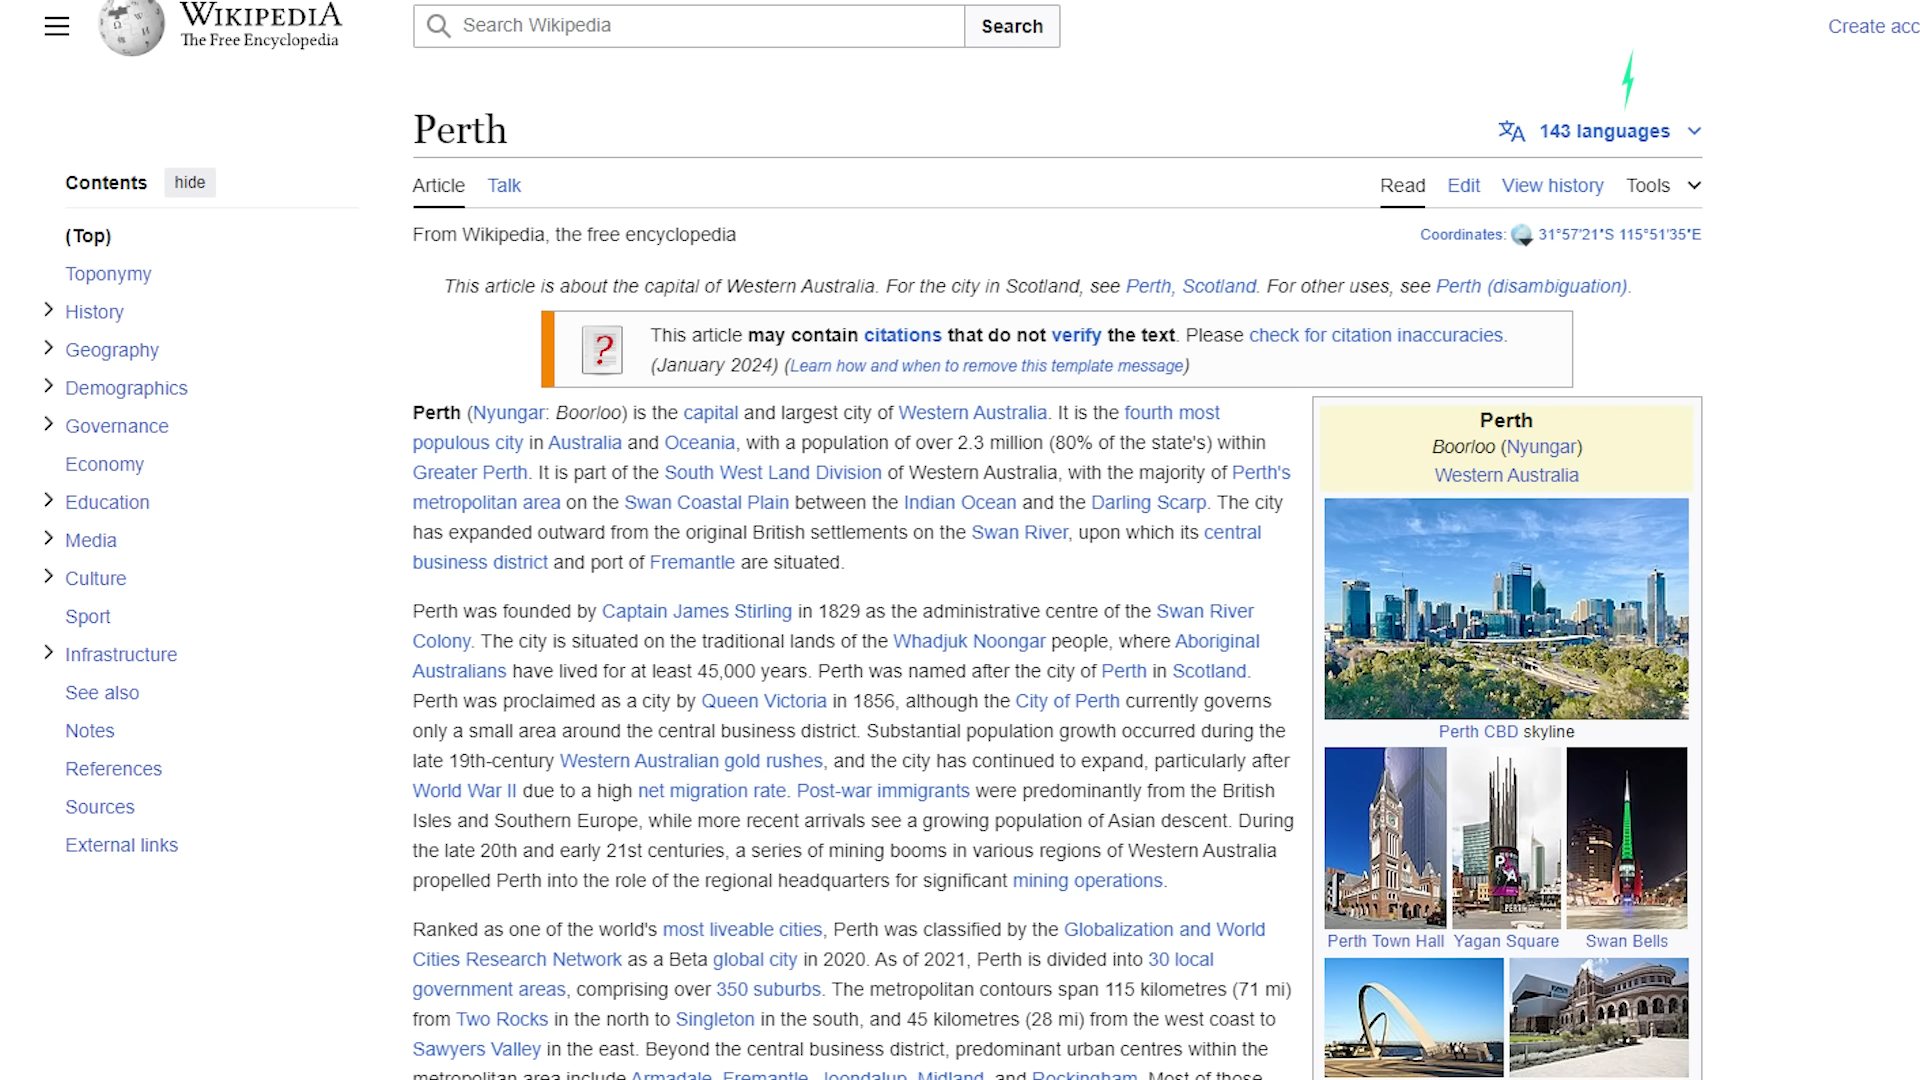 WIKIPEDIA
The Free Encyclopedia
Search Wikipedia
Search
Create acc
Perth
143 languages
Contents hide
Article Talk
Read Edit View history Tools
(Top)
Toponymy
History
Geography
Demographics
Governance
Economy
Education
Media
Culture
Sport
Infrastructure
See also
Notes
References
Sources
External links
From Wikipedia, the free encyclopedia
Coordinates: 31°57′21″S 115°51′35″E
This article is about the capital of Western Australia. For the city in Scotland, see Perth, Scotland. For other uses, see Perth (disambiguation).
This article may contain citations that do not verify the text. Please check for citation inaccuracies.
(January 2024) (Learn how and when to remove this template message)
Perth (Nyungar: Boorloo) is the capital and largest city of Western Australia. It is the fourth most
populous city in Australia and Oceania, with a population of over 2.3 million (80% of the state's) within
Greater Perth. It is part of the South West Land Division of Western Australia, with the majority of Perth's
metropolitan area on the Swan Coastal Plain between the Indian Ocean and the Darling Scarp. The city
has expanded outward from the original British settlements on the Swan River, upon which its central
business district and port of Fremantle are situated.
Perth was founded by Captain James Stirling in 1829 as the administrative centre of the Swan River
Colony. The city is situated on the traditional lands of the Whadjuk Noongar people, where Aboriginal
Australians have lived for at least 45,000 years. Perth was named after the city of Perth in Scotland.
Perth was proclaimed as a city by Queen Victoria in 1856, although the City of Perth currently governs
only a small area around the central business district. Substantial population growth occurred during the
late 19th-century Western Australian gold rushes, and the city has continued to expand, particularly after
World War II due to a high net migration rate. Post-war immigrants were predominantly from the British
Isles and Southern Europe, while more recent arrivals see a growing population of Asian descent. During
the late 20th and early 21st centuries, a series of mining booms in various regions of Western Australia
propelled Perth into the role of the regional headquarters for significant mining operations.
Ranked as one of the world's most liveable cities, Perth was classified by the Globalization and World
Cities Research Network as a Beta global city in 2020. As of 2021, Perth is divided into 30 local
government areas, comprising over 350 suburbs. The metropolitan contours span 115 kilometres (71 mi)
from Two Rocks in the north to Singleton in the south, and 45 kilometres (28 mi) from the west coast to
Sawyers Valley in the east. Beyond the central business district, predominant urban centres within the
metropolitan area include Armadale, Fremantle, Joondalup, Midland, and Rockingham. Most of those
Perth
Boorloo (Nyungar)
Western Australia
Perth CBD skyline
PERTH
Perth Town Hall Yagan Square Swan Bells